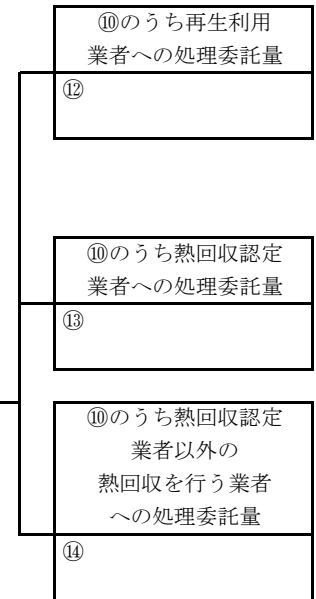 ⑩のうち再生利用
業者への処理委託量
⑫
⑩のうち熱回収認定
業者への処理委託量
⑬
⑩のうち熱回収認定
業者以外の
熱回収を行う業者
への処理委託量
⑭